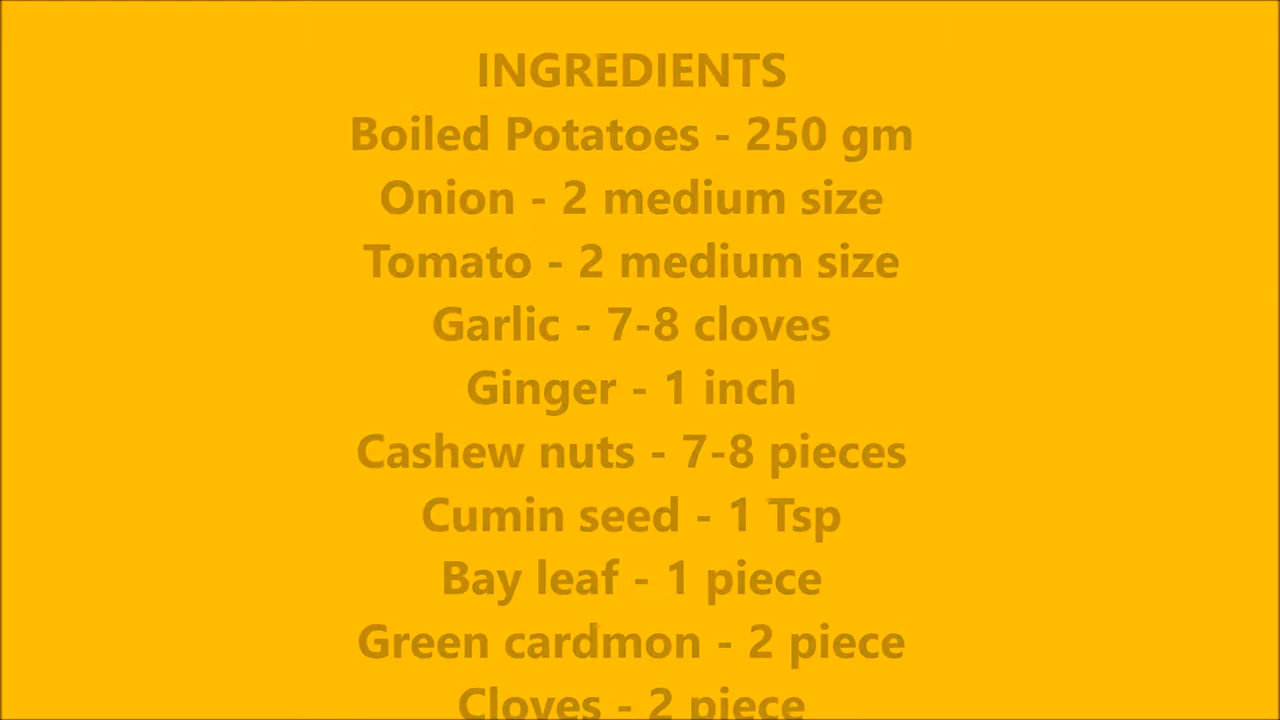 INGREDIENTS
Boiled Potatoes - 250 gm
Onion - 2 medium size
Tomato - 2 medium size
Garlic - 7-8 cloves
Ginger - 1 inch
Cashew nuts - 7-8 pieces
Cumin seed - 1 Tsp
Bay leaf - 1 piece
Green cardmon - 2 piece
Cloves - 2 piece